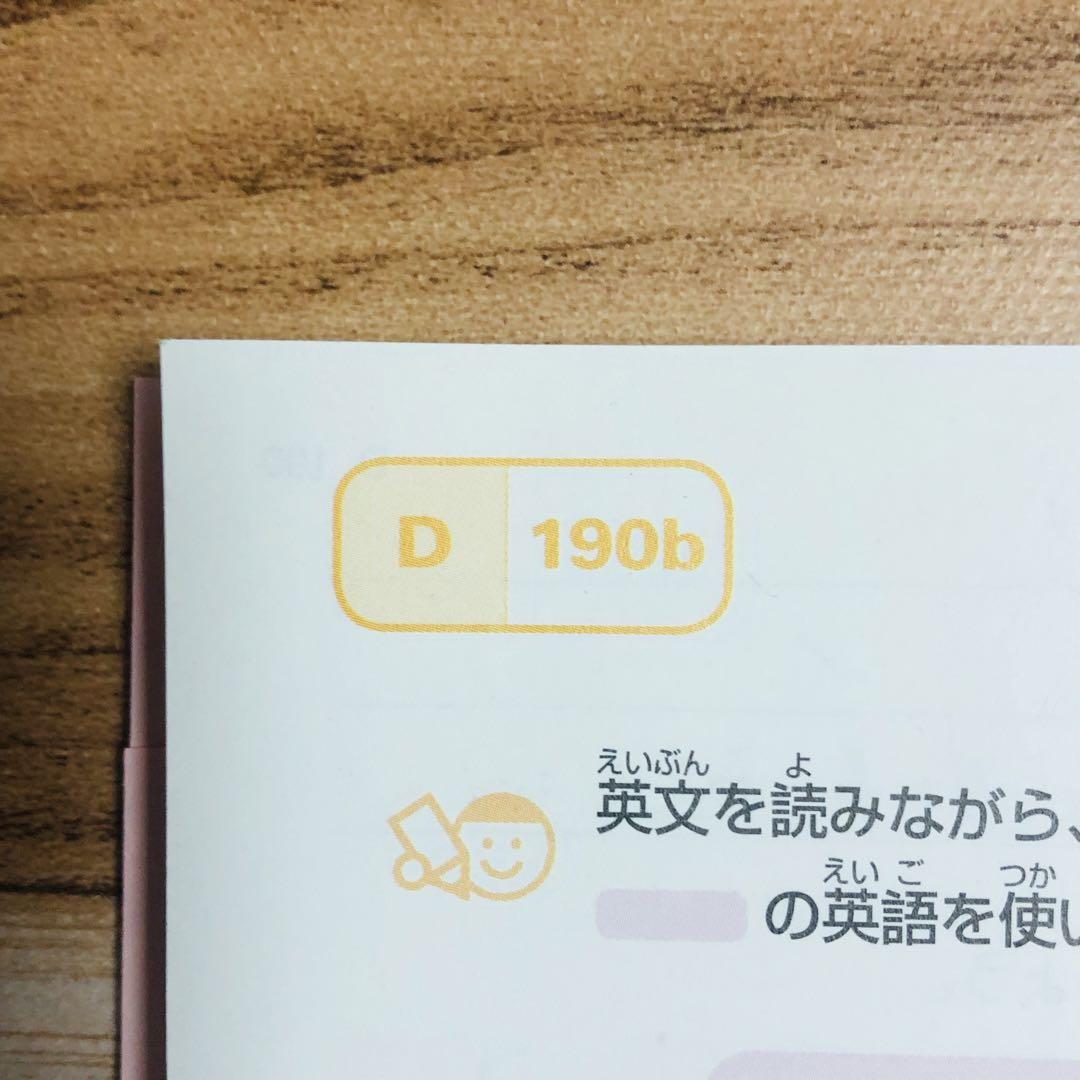 D 190b
えいぶん よ
英文を読みながら、
えい ご つか
の英語を使い